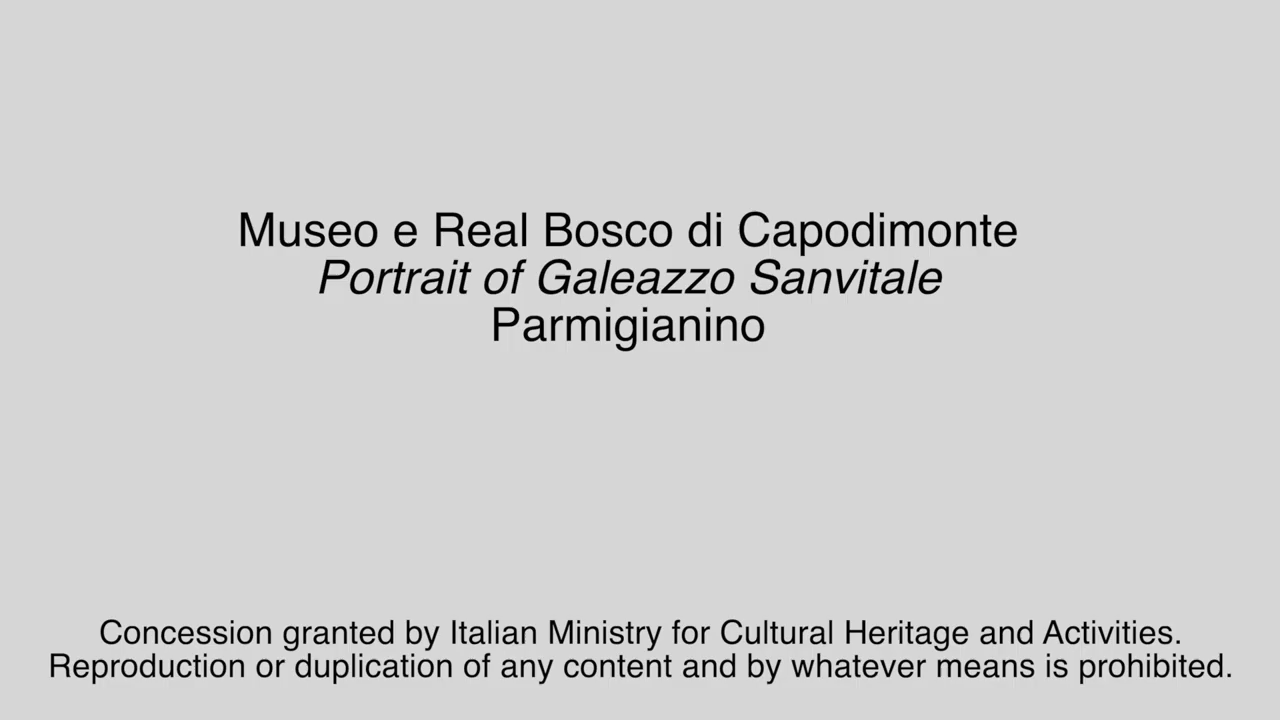 Museo e Real Bosco di Capodimonte
Portrait of Galeazzo Sanvitale
Parmigianino
Concession granted by Italian Ministry for Cultural Heritage and Activities.
Reproduction or duplication of any content and by whatever means is prohibited.